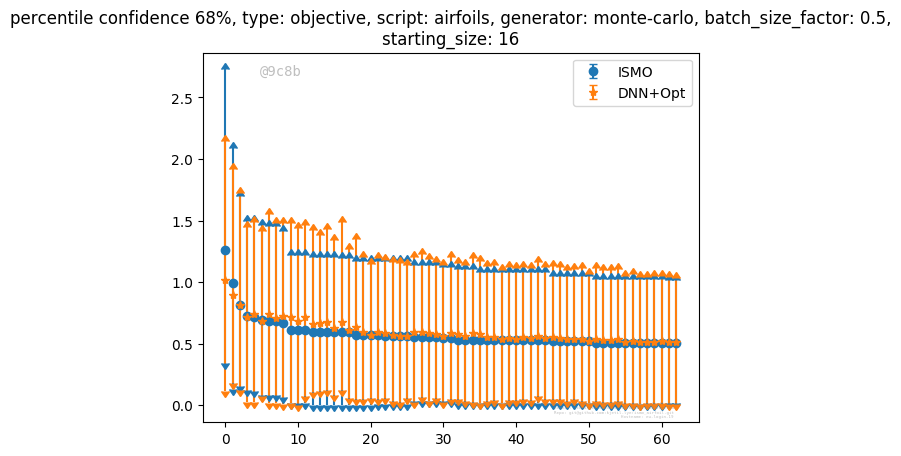 percentile confidence 68%, type: objective, script: airfoils, generator: monte-carlo, batch_size_factor: 0.5,
starting_size: 16
@9c8b
ISMO
DNN+Opt
2.5
2.0
1.5
1.0
0.5
0.0
0 10 20 30 40 50 60